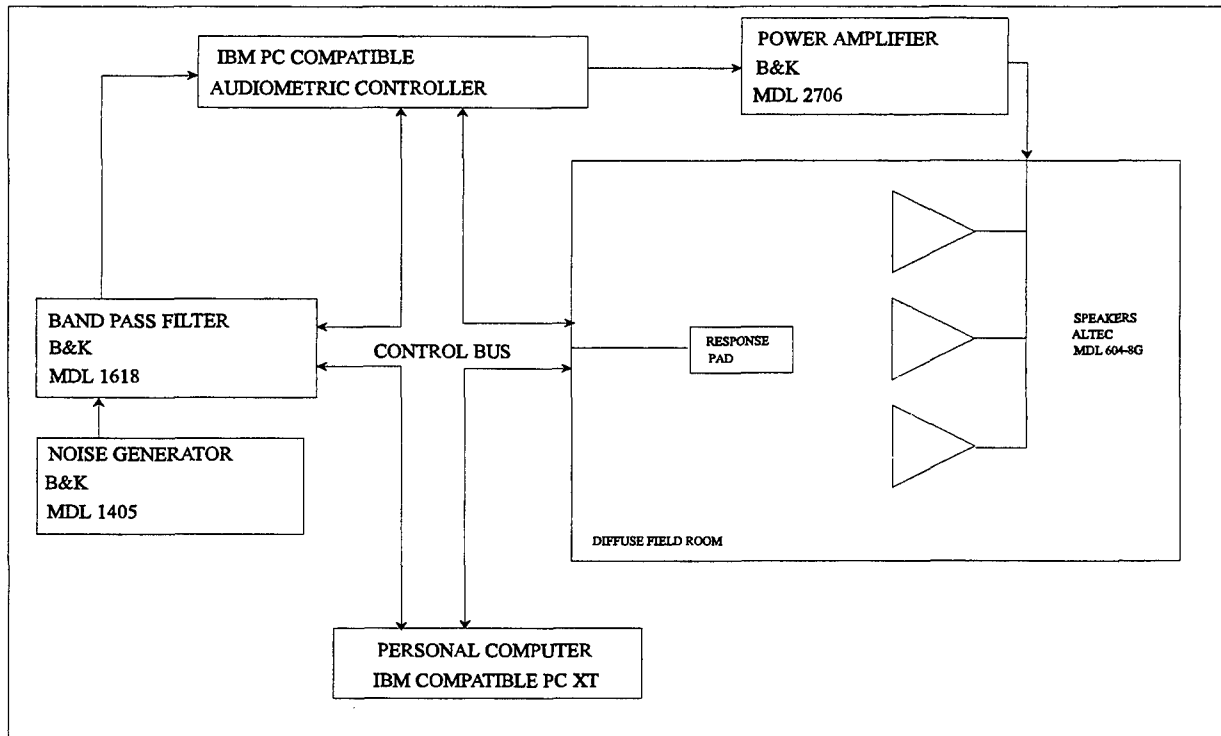 IBM PC COMPATIBLE
AUDIOMETRIC CONTROLLER
POWER AMPLIFIER
B&K
MDL 2706
BAND PASS FILTER
B&K
MDL 1618
CONTROL BUS
RESPONSE
PAD
SPEAKERS
ALTEC
MDL 604-8G
NOISE GENERATOR
B&K
MDL 1405
DIFFUSE FIELD ROOM
PERSONAL COMPUTER
IBM COMPATIBLE PC XT